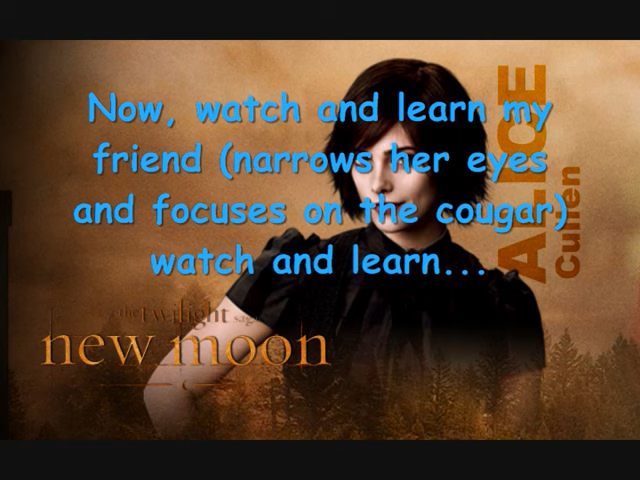 Now, watch and learn my
friend (narrows her eyes
and focuses on the cougar)
watch and learn...
ALICE
Cullen
the twilight saga
new moon